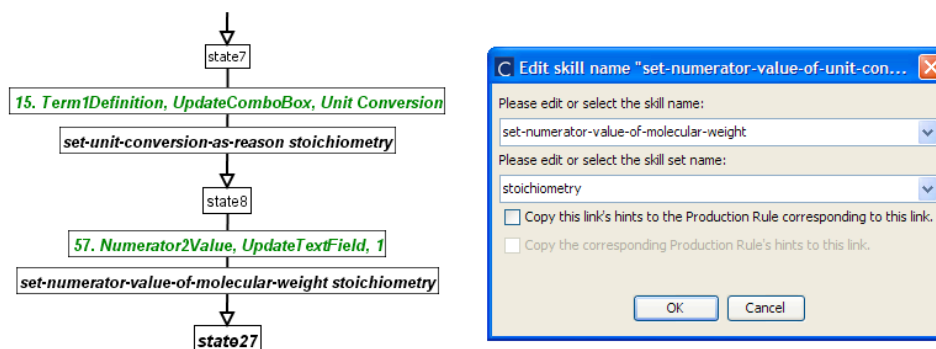 state7
15. Term1Definition, UpdateComboBox, Unit Conversion
set-unit-conversion-as-reason stoichiometry
state8
57. Numerator2Value, UpdateTextField, 1
set-numerator-value-of-molecular-weight stoichiometry
state27
Edit skill name "set-numerator-value-of-unit-con...
Please edit or select the skill name:
set-numerator-value-of-molecular-weight
Please edit or select the skill set name:
stoichiometry
Copy this link's hints to the Production Rule corresponding to this link.
Copy the corresponding Production Rule's hints to this link.
OK Cancel